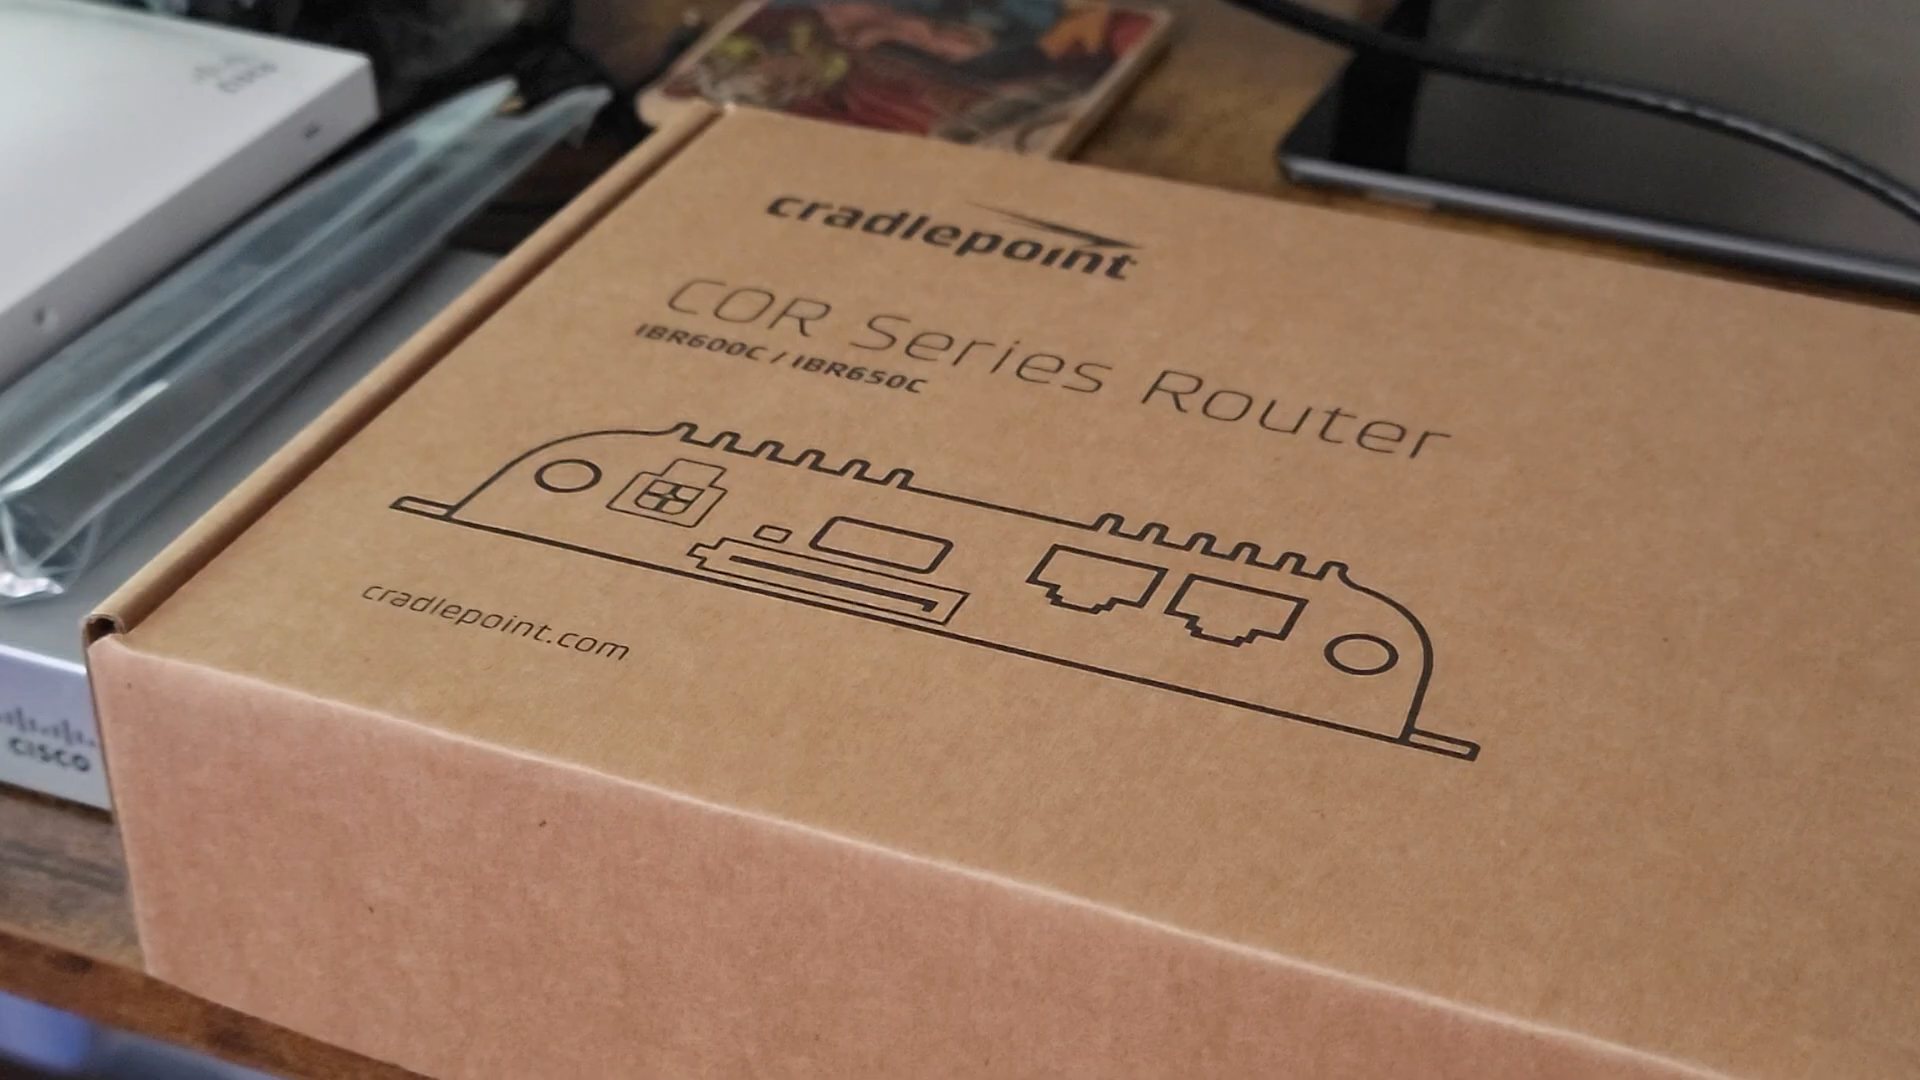 cradlepoint
COR Series Router
IBR600C / IBR650C
cradlepoint.com
CISCO